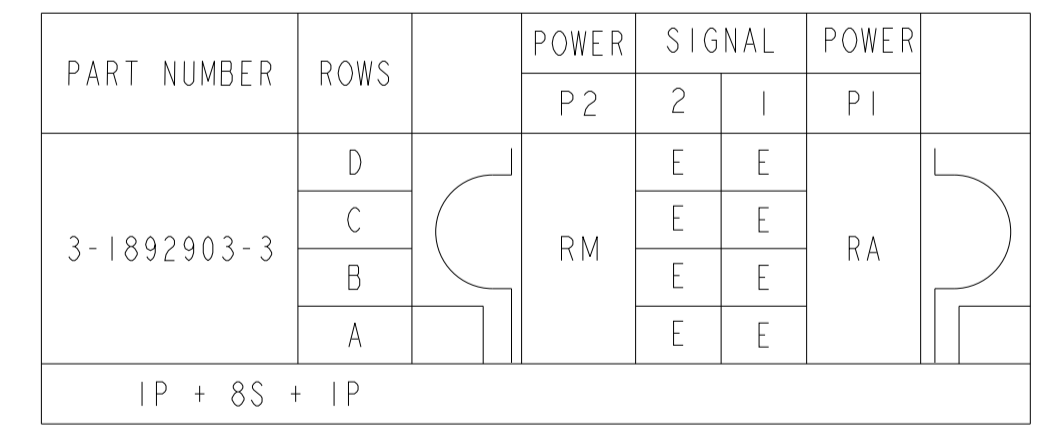 PART NUMBER ROWS POWER SIGNAL POWER
P2 2 1 P1
3-1892903-3 D RM E E RA
C E E
B E E
A E E
1P + 8S + 1P